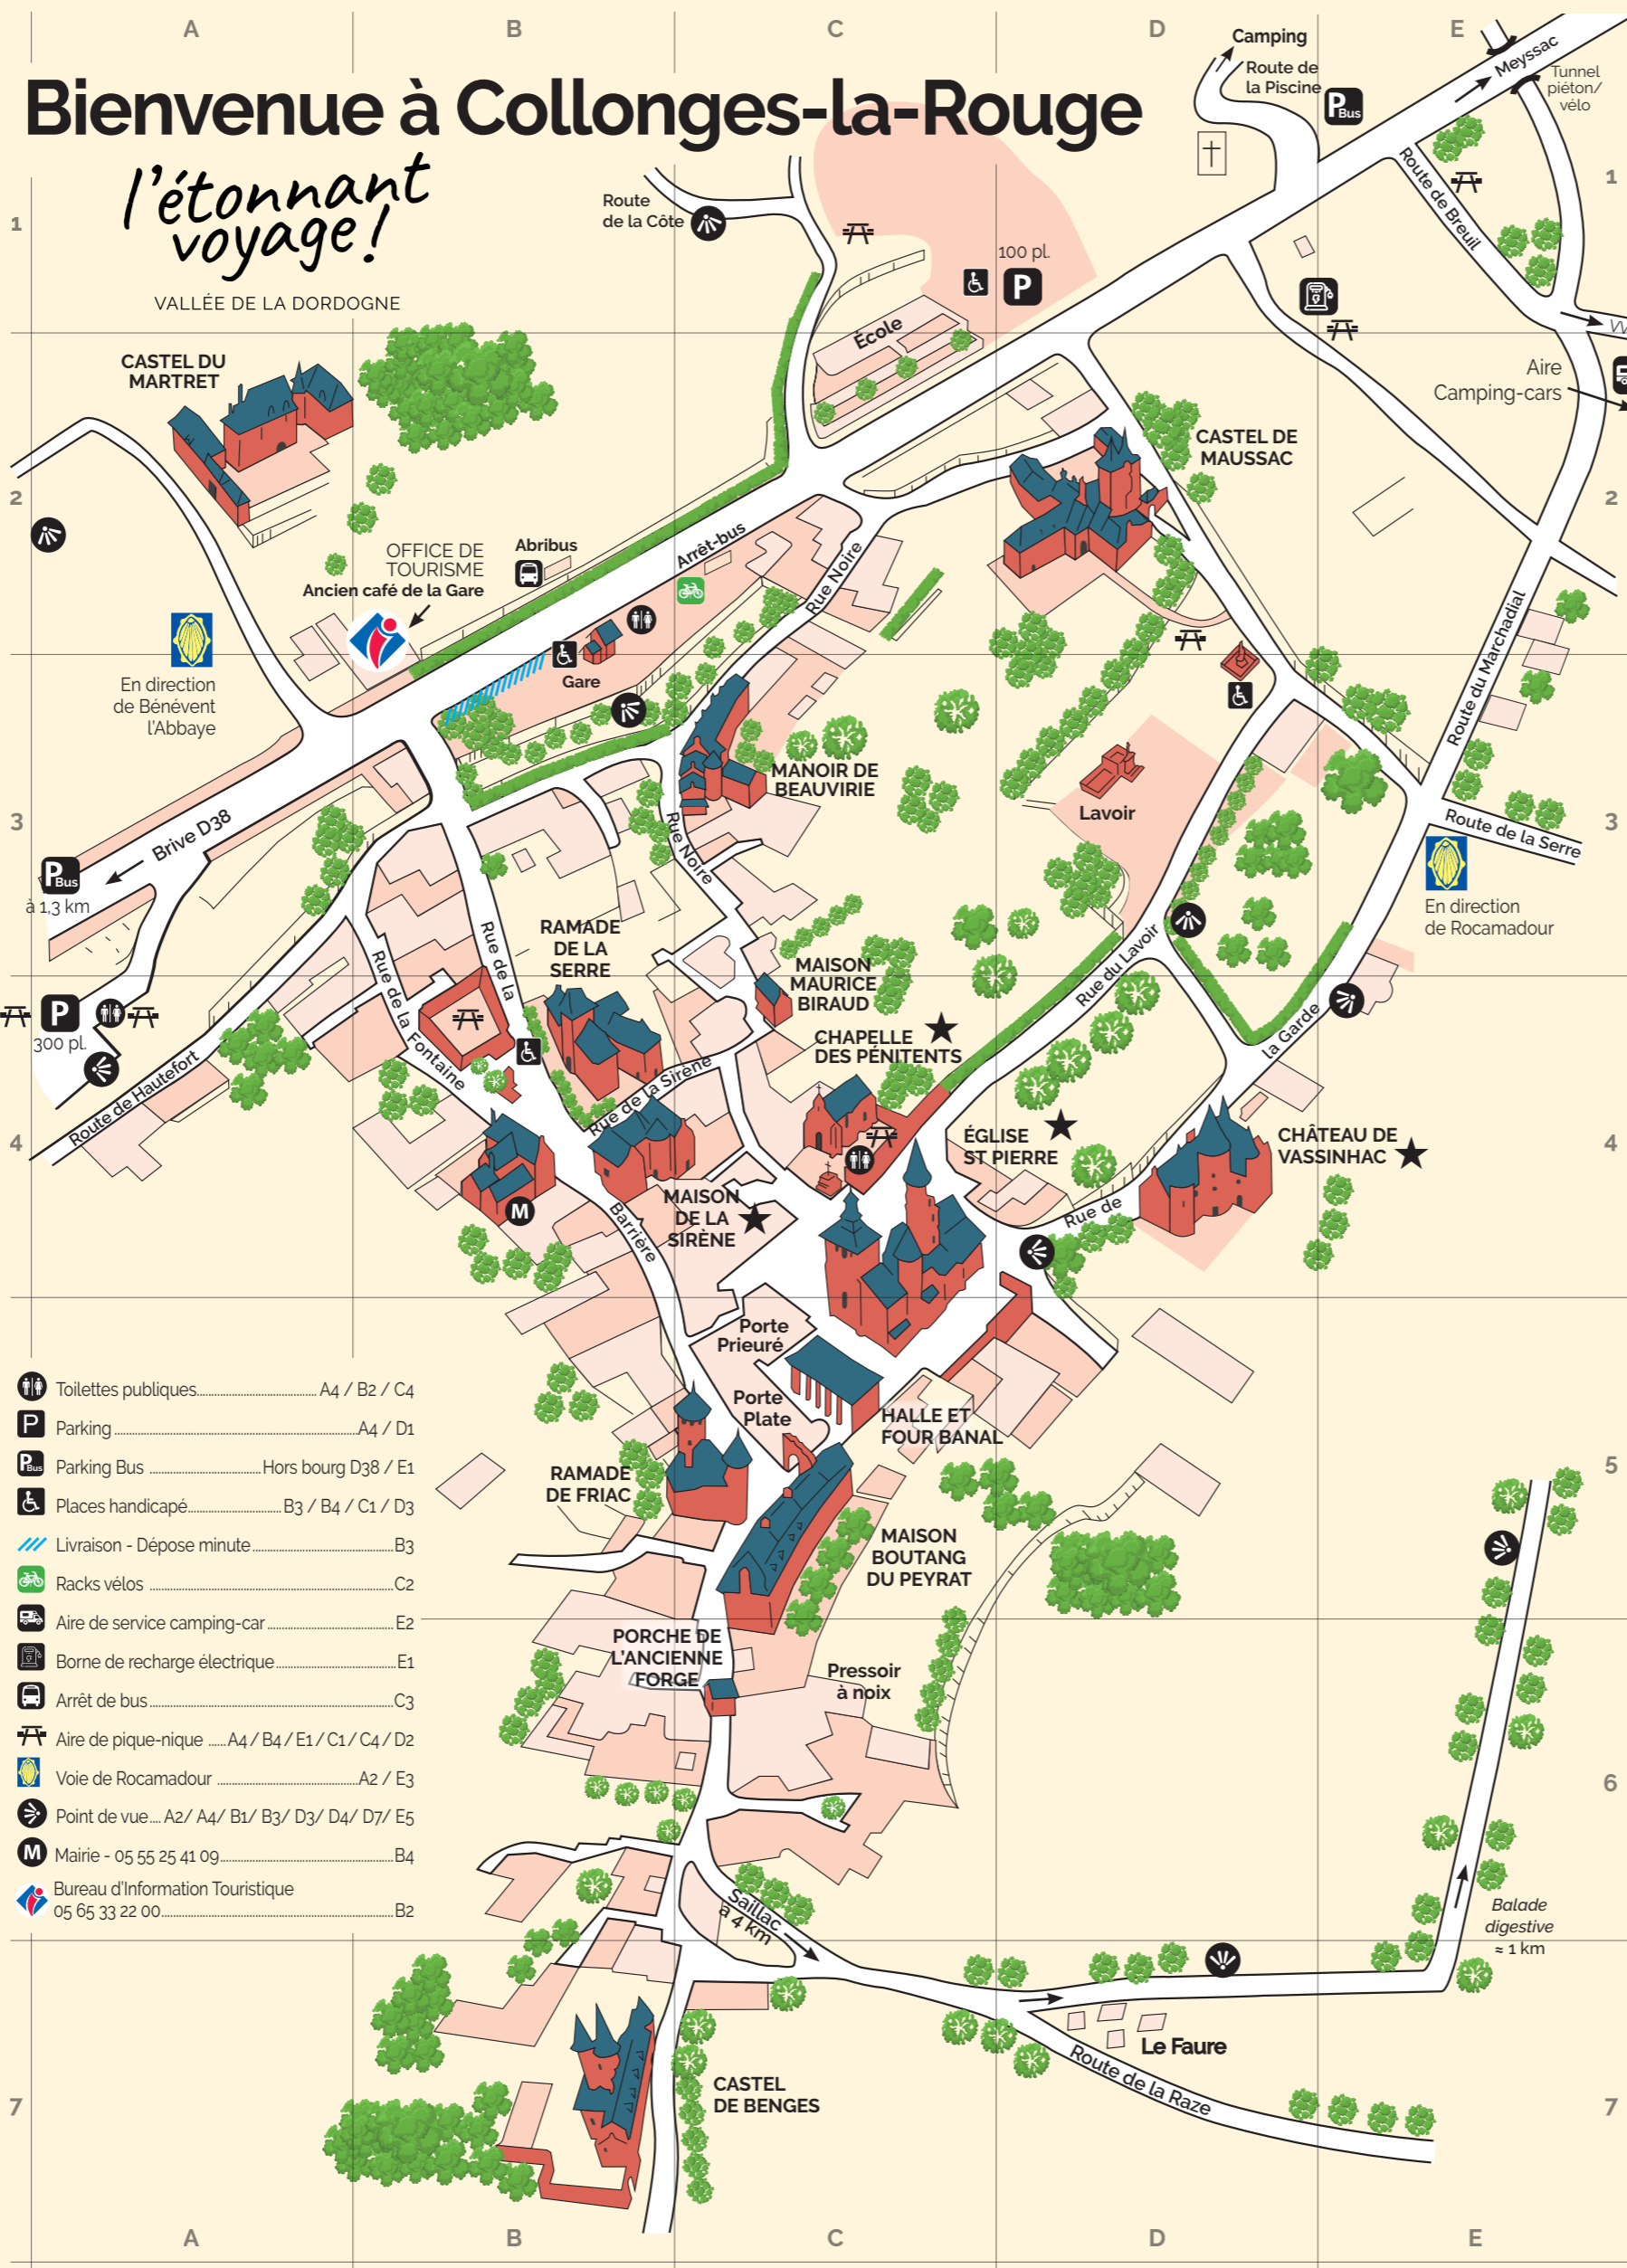 A
B
C
D
E
Bienvenue à Collonges-la-Rouge
l'étonnant
voyage !
VALLÉE DE LA DORDOGNE
Camping
Route de
la Piscine
PBus
Meyssac
Tunnel
piéton/
vélo
1
1
Route
de la Côte
Route de Breuil
100 pl.
P
École
CASTEL DU
MARTRET
Aire
Camping-cars
CASTEL DE
MAUSSAC
2
2
OFFICE DE
TOURISME
Ancien café de la Gare
Abribus
Arrêt-bus
Rue Noire
Route du Marchadial
En direction
de Bénévent
l'Abbaye
Gare
MANOIR DE
BEAUVIRIE
Lavoir
3
3
Brive D38
Rue Noire
Route de la Serre
PBus
à 1,3 km
En direction
de Rocamadour
RAMADE
DE LA
SERRE
Rue de la
Rue de la Fontaine
MAISON
MAURICE
BIRAUD
Rue du Lavoir
P
300 pl.
CHAPELLE
DES PÉNITENTS
la Garde
Route de Hautefort
Rue de la Sirène
4
4
ÉGLISE
ST PIERRE
CHÂTEAU DE
VASSINHAC
M
MAISON
DE LA
SIRÈNE
Barrière
Rue de
Porte
Prieuré
Porte
Plate
HALLE ET
FOUR BANAL
RAMADE
DE FRIAC
5
MAISON
BOUTANG
DU PEYRAT
PORCHE DE
L'ANCIENNE
FORGE
Pressoir
à noix
6
Toilettes publiques A4 / B2 / C4
P Parking A4 / D1
PBus Parking Bus Hors bourg D38 / E1
Places handicapé B3 / B4 / C1 / D3
Livraison - Dépose minute B3
Racks vélos C2
Aire de service camping-car E2
Borne de recharge électrique E1
Arrêt de bus C3
Aire de pique-nique A4 / B4 / E1 / C1 / C4 / D2
Voie de Rocamadour A2 / E3
Point de vue A2/ A4/ B1/ B3/ D3/ D4/ D7/ E5
M Mairie - 05 55 25 41 09 B4
Bureau d'Information Touristique
05 65 33 22 00 B2
Saillac
à 4 km
Balade
digestive
≈ 1 km
Le Faure
Route de la Raze
CASTEL
DE BENGES
7
7
A
B
C
D
E